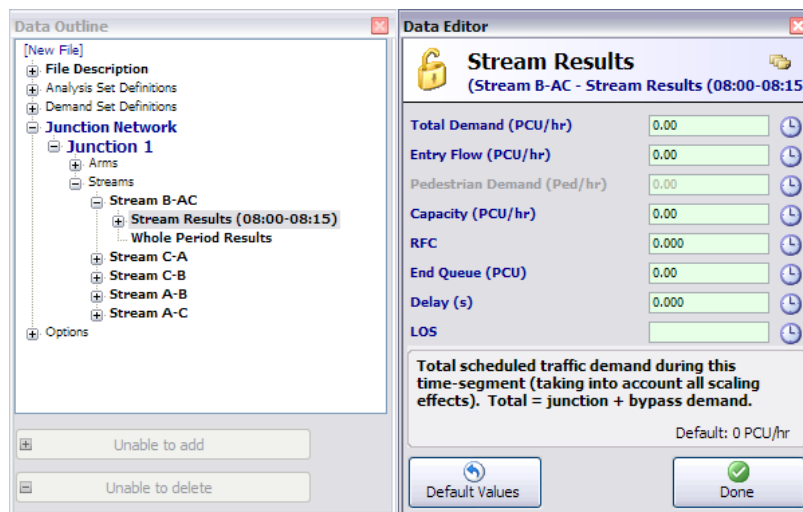 Data Outline
[New File]
File Description
Analysis Set Definitions
Demand Set Definitions
Junction Network
Junction 1
Arms
Streams
Stream B-AC
Stream Results (08:00-08:15)
Whole Period Results
Stream C-A
Stream C-B
Stream A-B
Stream A-C
Options
Unable to add
Unable to delete
Data Editor
Stream Results
(Stream B-AC - Stream Results (08:00-08:15
Total Demand (PCU/hr) 0.00
Entry Flow (PCU/hr) 0.00
Pedestrian Demand (Ped/hr) 0.00
Capacity (PCU/hr) 0.00
RFC 0.000
End Queue (PCU) 0.00
Delay (s) 0.000
LOS
Total scheduled traffic demand during this
time-segment (taking into account all scaling
effects). Total = junction + bypass demand.
Default: 0 PCU/hr
Default Values
Done